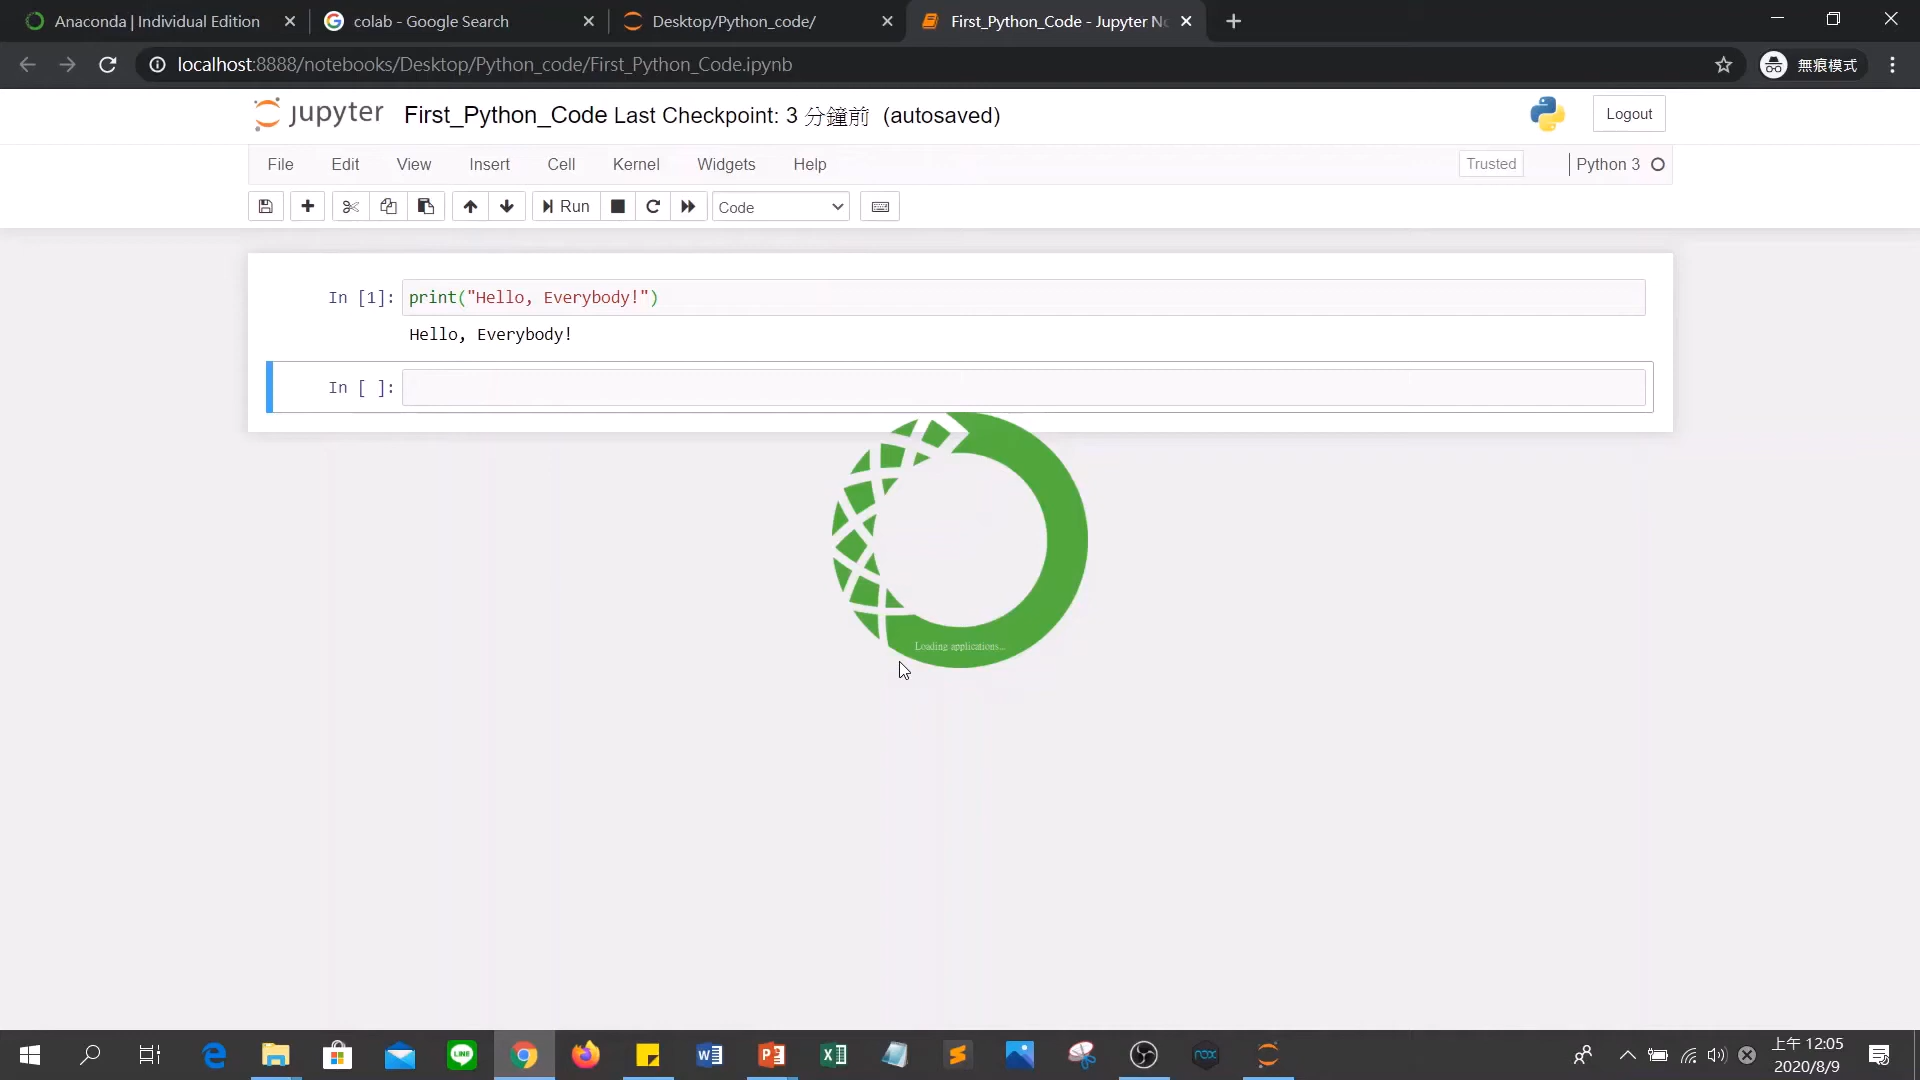 Anaconda | Individual Edition
colab - Google Search
Desktop/Python_code/
First_Python_Code - Jupyter No
localhost:8888/notebooks/Desktop/Python_code/First_Python_Code.ipynb
無痕模式
jupyter
First_Python_Code Last Checkpoint: 3 分鐘前 (autosaved)
Logout
File Edit View Insert Cell Kernel Widgets Help
Trusted
Python 3
Run
Code
In [1]: print("Hello, Everybody!")
Hello, Everybody!
In [ ]:
Loading applications...
LINE
nox
上午 12:05
2020/8/9